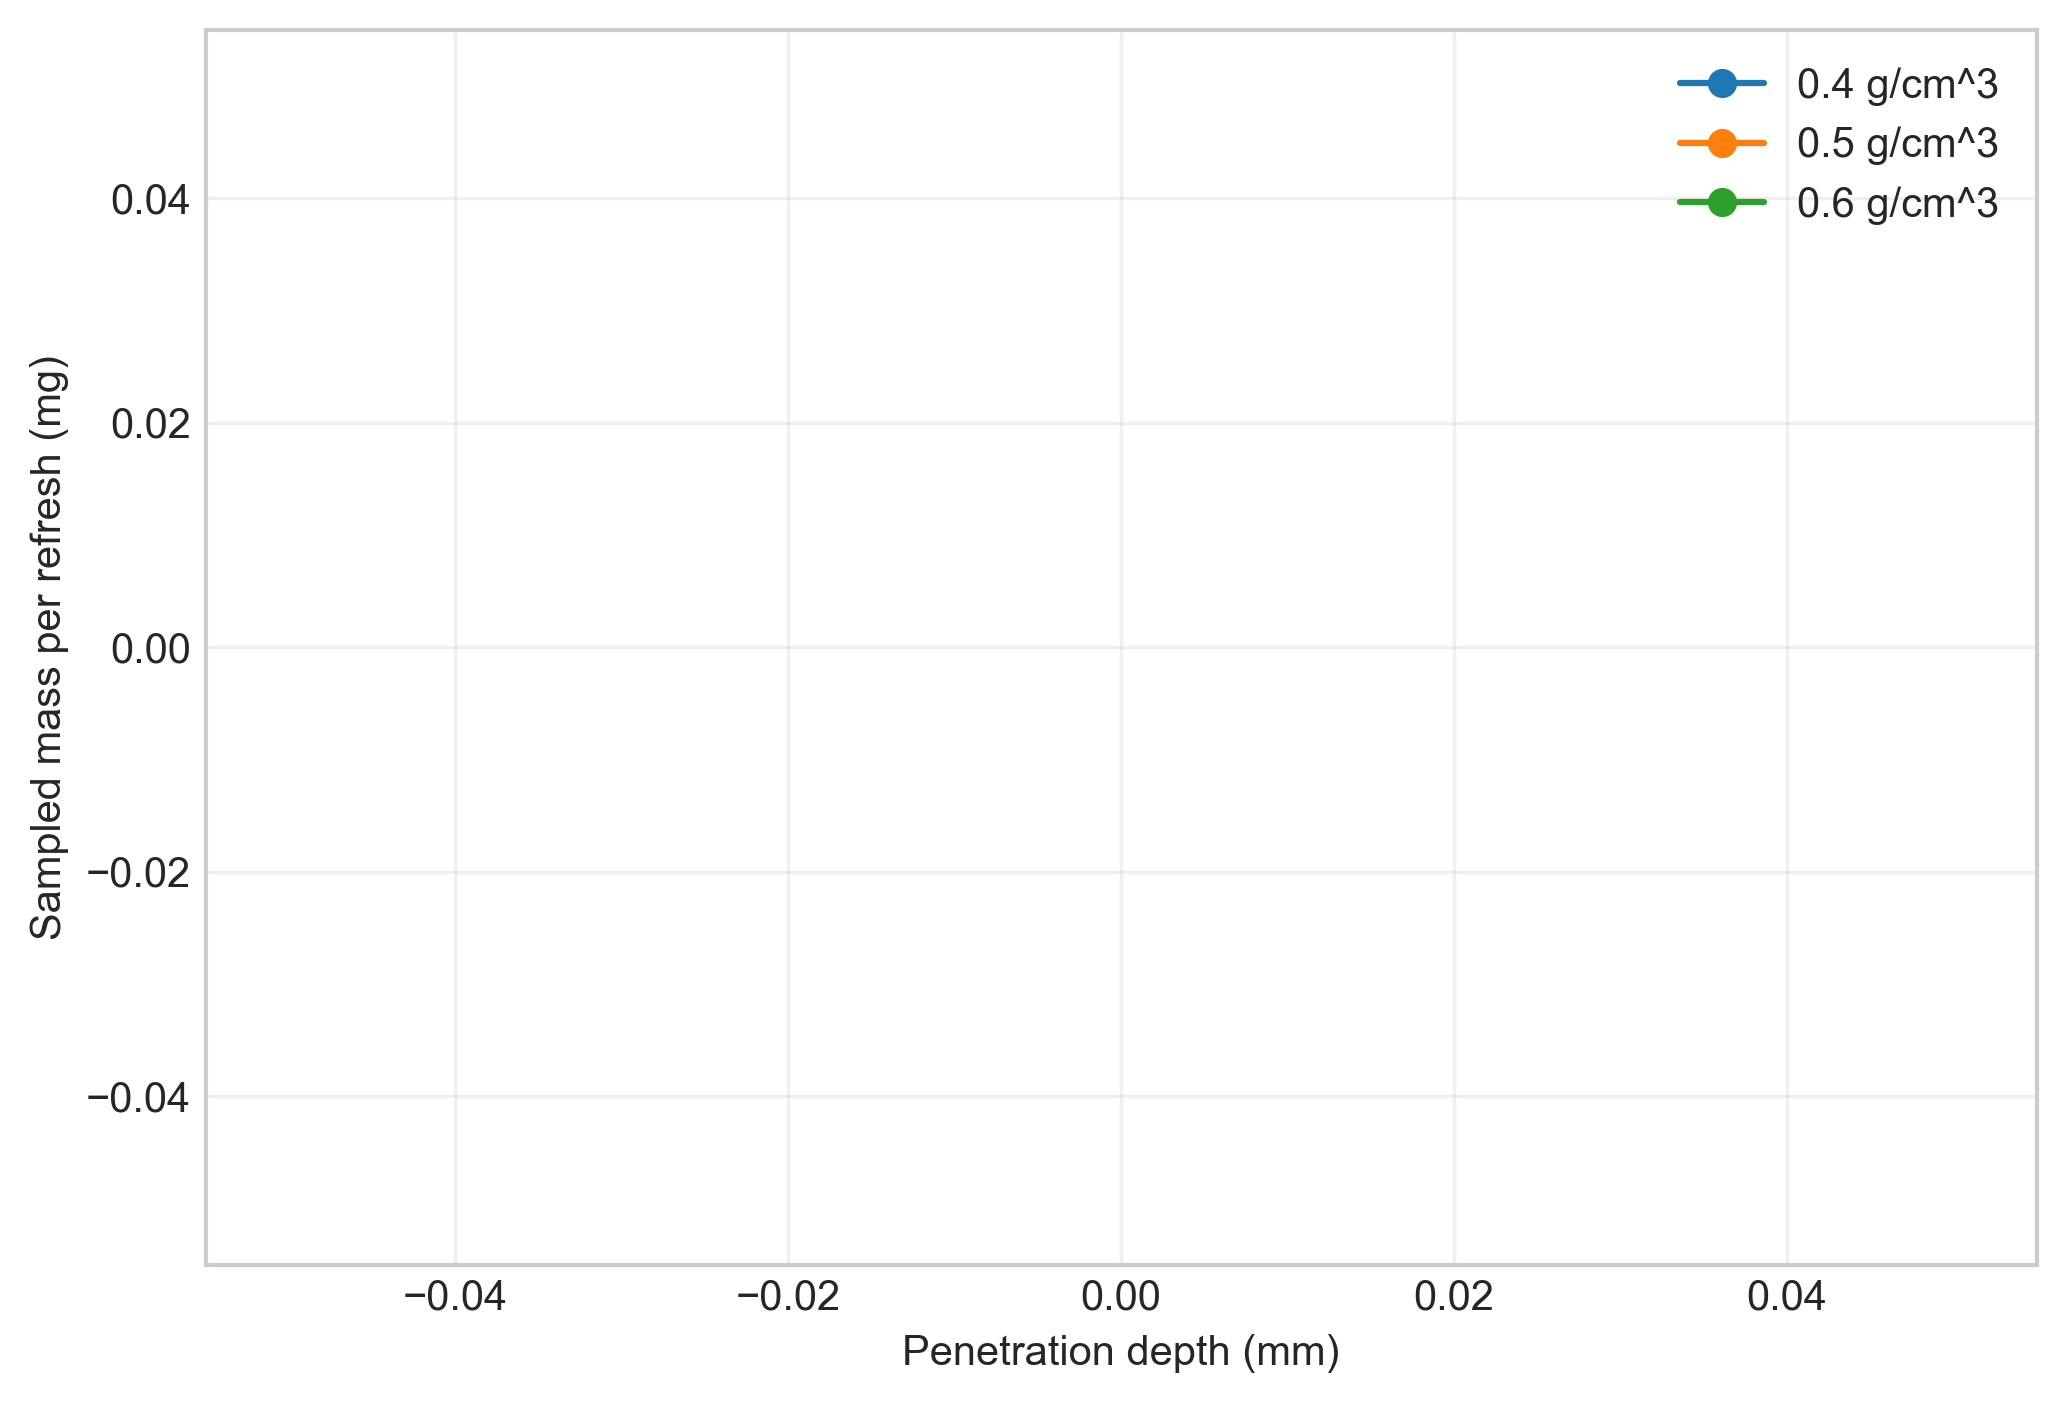 0.4 g/cm^3
0.5 g/cm^3
0.6 g/cm^3
0.04
0.02
0.00
−0.02
−0.04
Sampled mass per refresh (mg)
−0.04
−0.02
0.00
0.02
0.04
Penetration depth (mm)